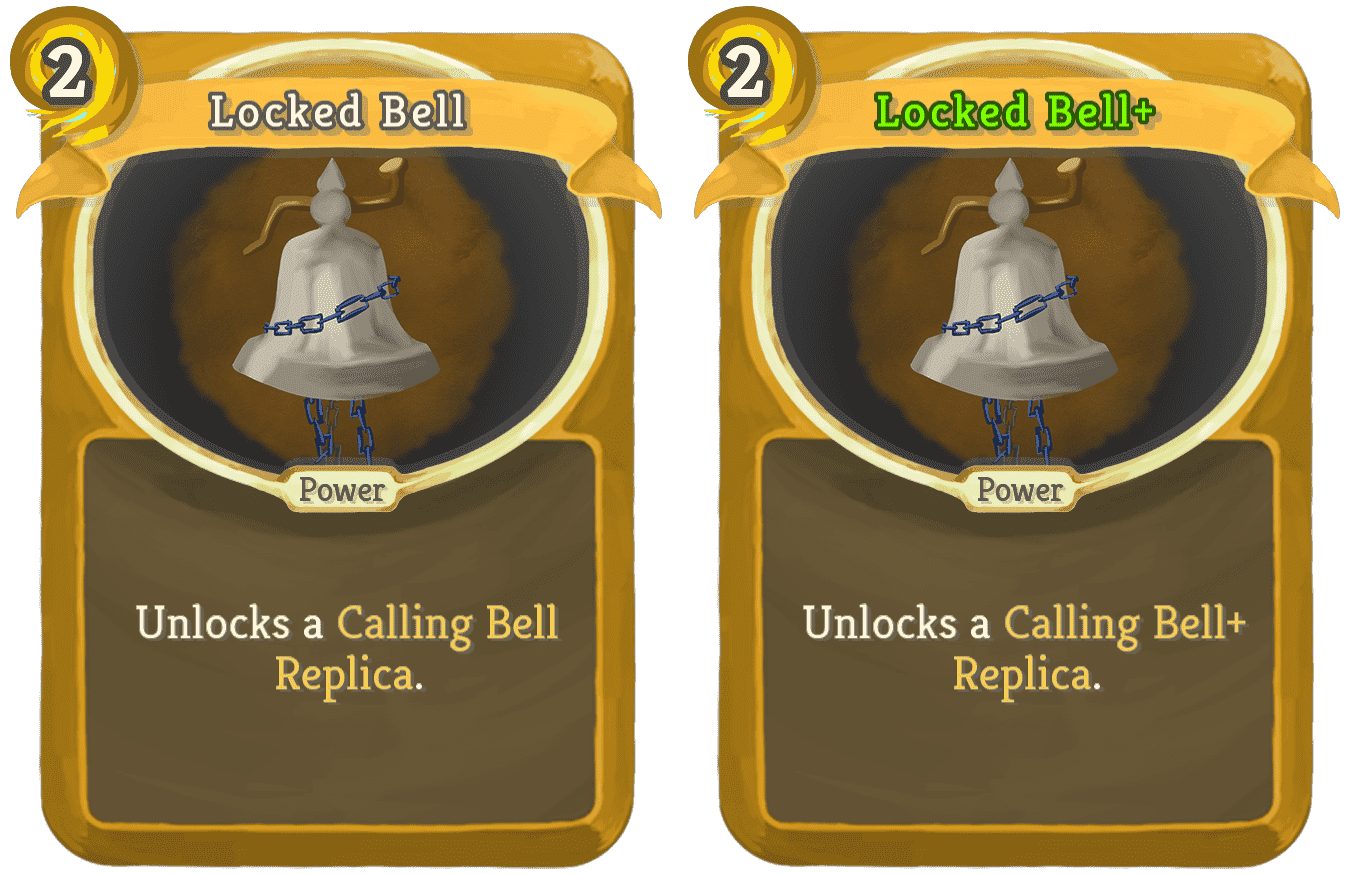 2
Locked Bell
Power
Unlocks a Calling Bell
Replica.
2
Locked Bell+
Power
Unlocks a Calling Bell+
Replica.